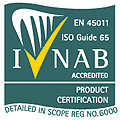 EN 45011
ISO Guide 65
INAB
ACCREDITED
PRODUCT
CERTIFICATION
DETAILED IN SCOPE REG NO.6000